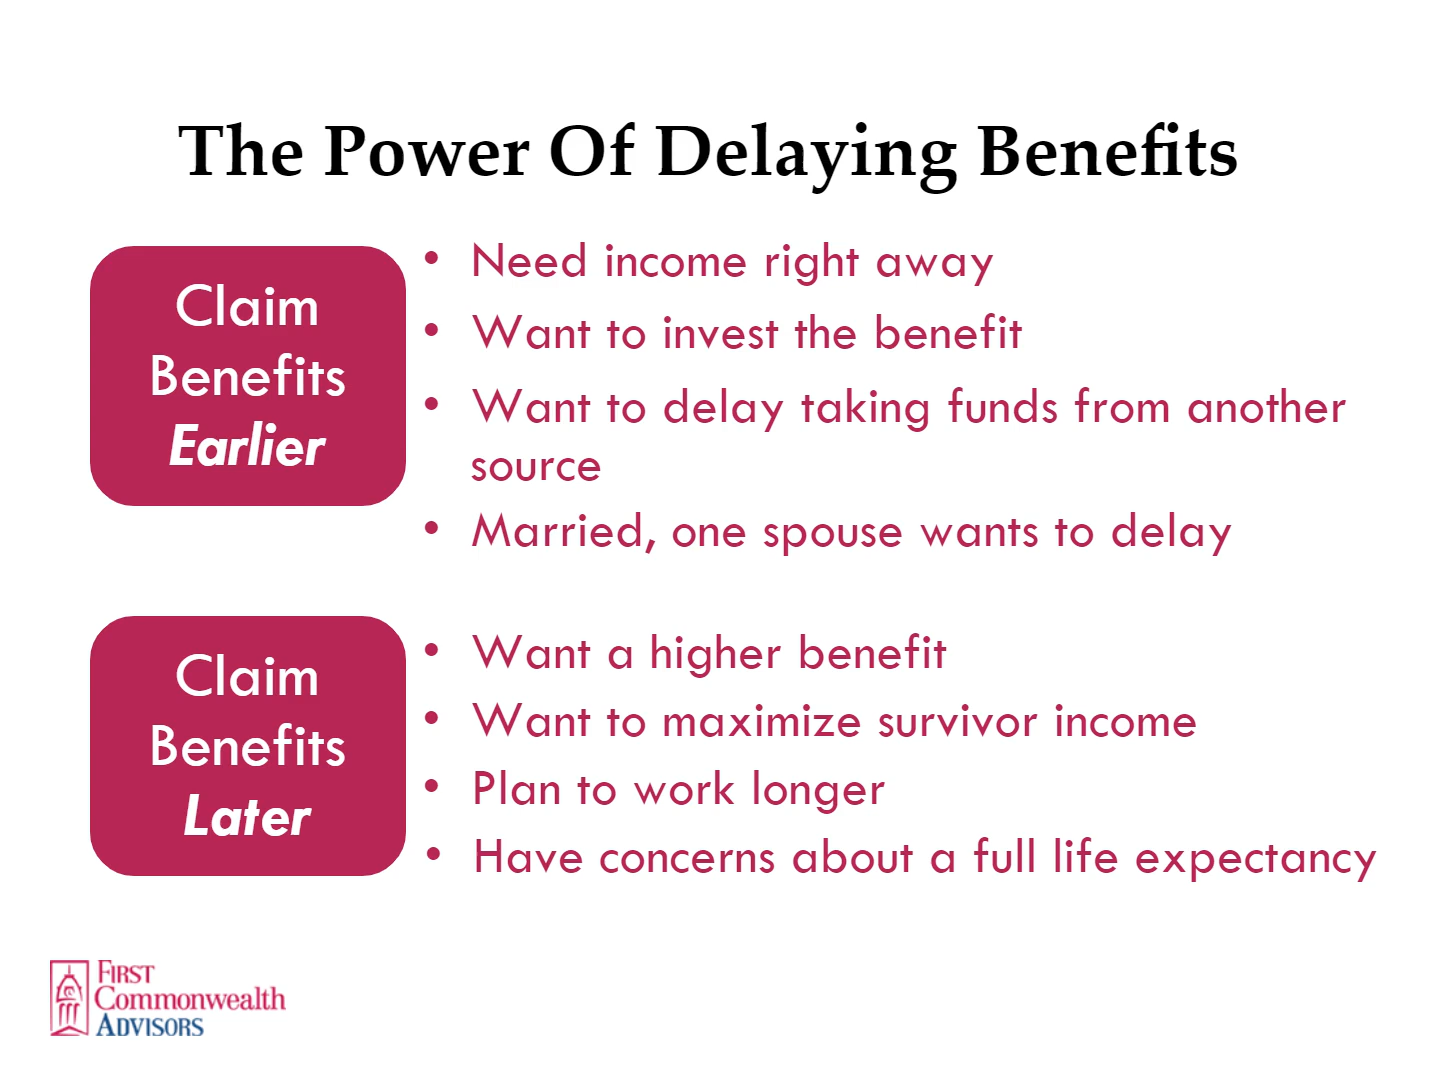 The Power Of Delaying Benefits
Claim
Benefits
Earlier
• Need income right away
• Want to invest the benefit
• Want to delay taking funds from another
source
• Married, one spouse wants to delay
Claim
Benefits
Later
• Want a higher benefit
• Want to maximize survivor income
• Plan to work longer
• Have concerns about a full life expectancy
First
Commonwealth
Advisors